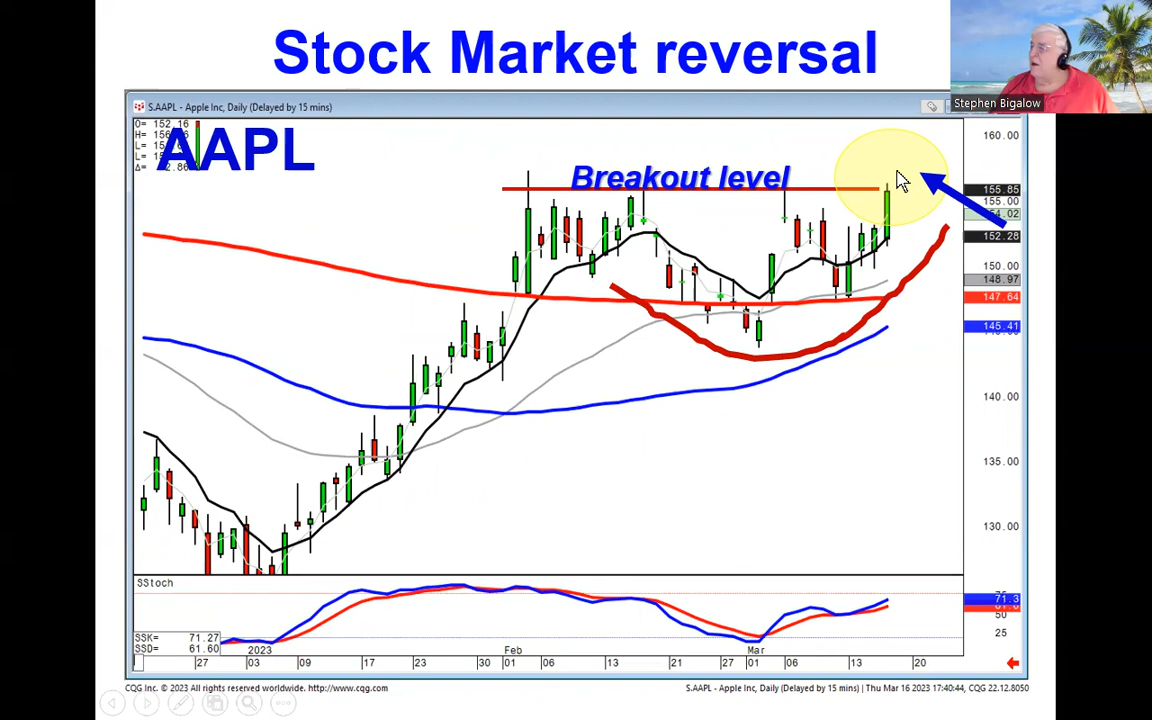 Stock Market reversal
Stephen Bigalow
S.AAPL - Apple Inc, Daily (Delayed by 15 mins)
O= 152.16
H=
L=
L=
Δ=
AAPL
Breakout level
160.00
155.85
155.00
152.28
150.00
148.97
147.64
145.41
140.00
135.00
130.00
SStoch
71.3
50
25
SSK= 71.27
SSD= 61.60
27
2023
03
09
17
23
30
Feb
01
06
13
21
27
Mar
01
06
13
20
CQG Inc. © 2023 All rights reserved worldwide. http://www.cqg.com
S.AAPL - Apple Inc, Daily (Delayed by 15 mins) | Thu Mar 16 2023 17:40:44, CQG 22.12.8050